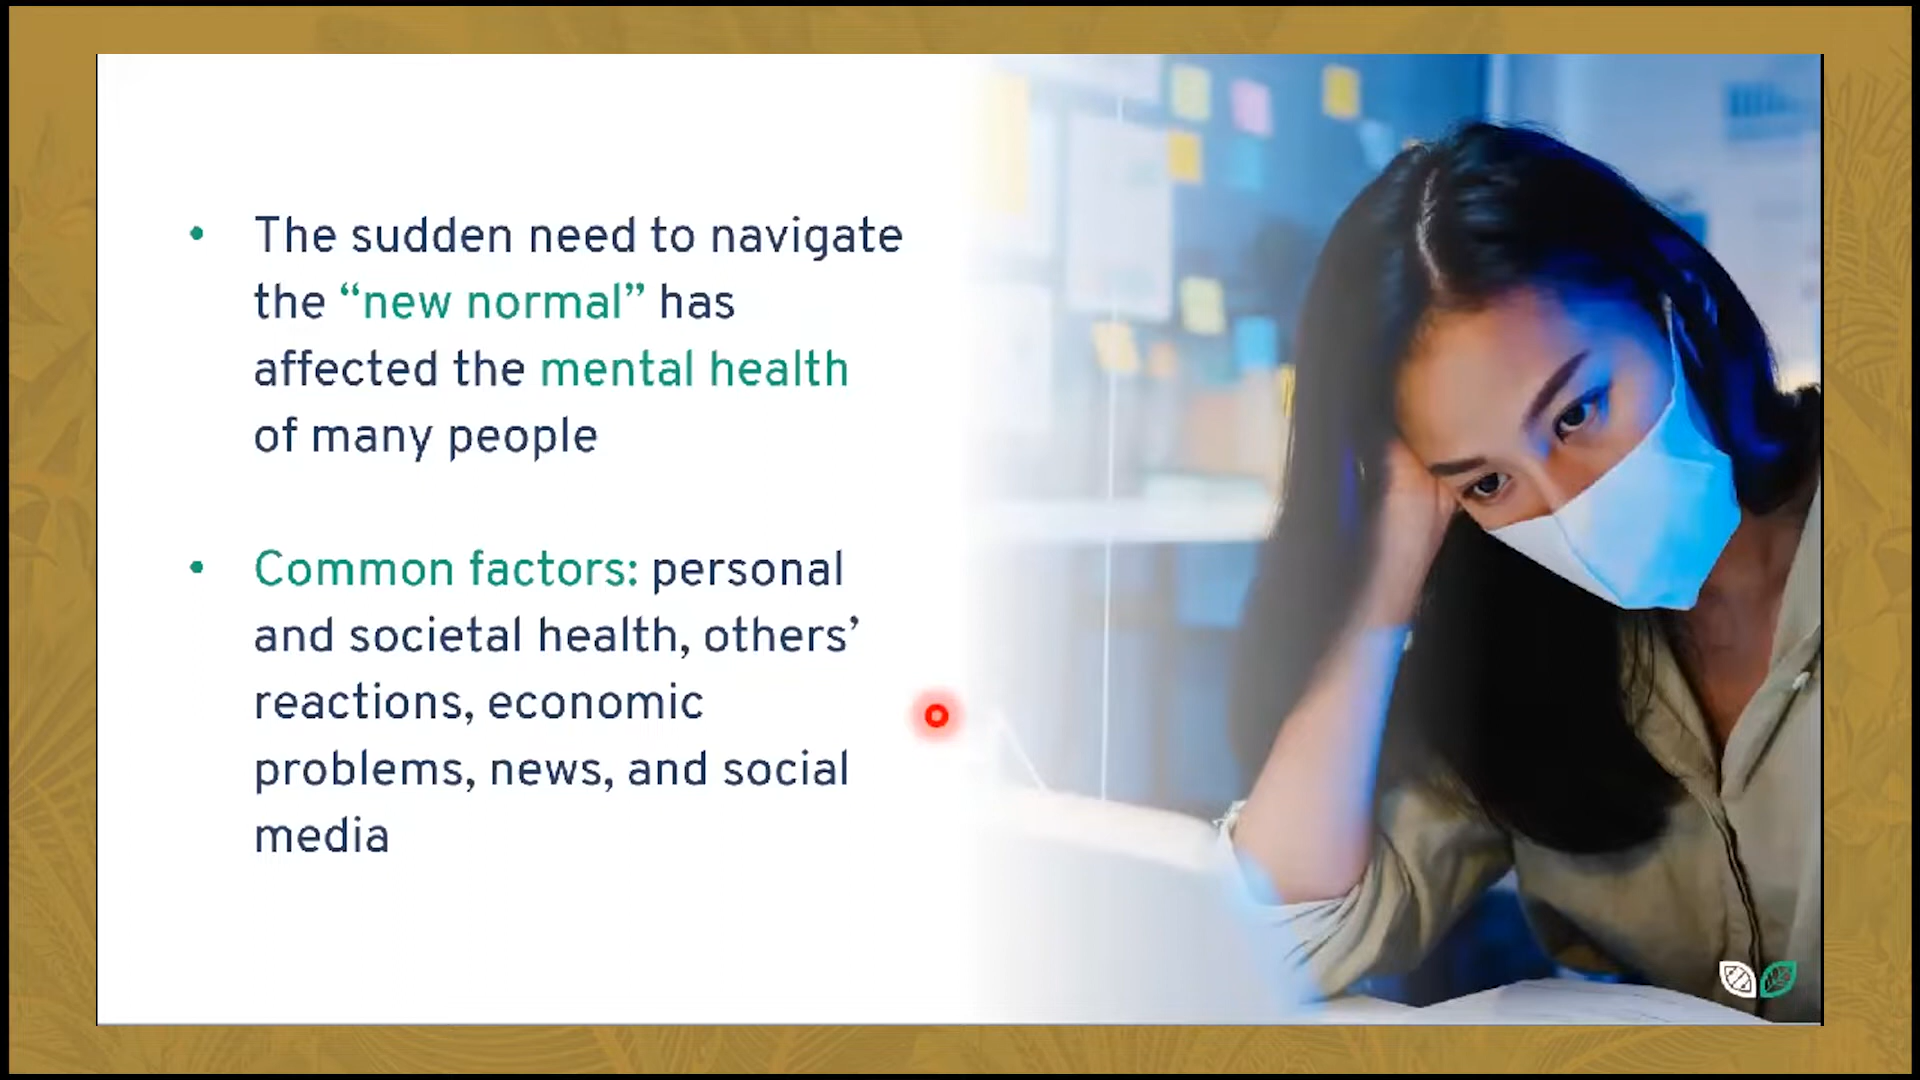 • The sudden need to navigate
the “new normal” has
affected the mental health
of many people
• Common factors: personal
and societal health, others’
reactions, economic
problems, news, and social
media